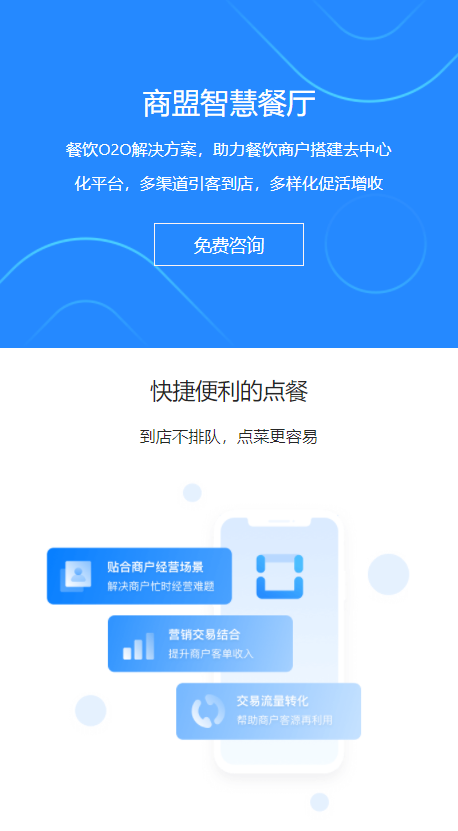 商盟智慧餐厅
餐饮O2O解决方案，助力餐饮商户搭建去中心
化平台，多渠道引客到店，多样化促活增收
免费咨询
快捷便利的点餐
到店不排队，点菜更容易
贴合商户经营场景
解决商户忙时经营难题
营销交易结合
提升商户客单收入
交易流量转化
帮助商户客源再利用